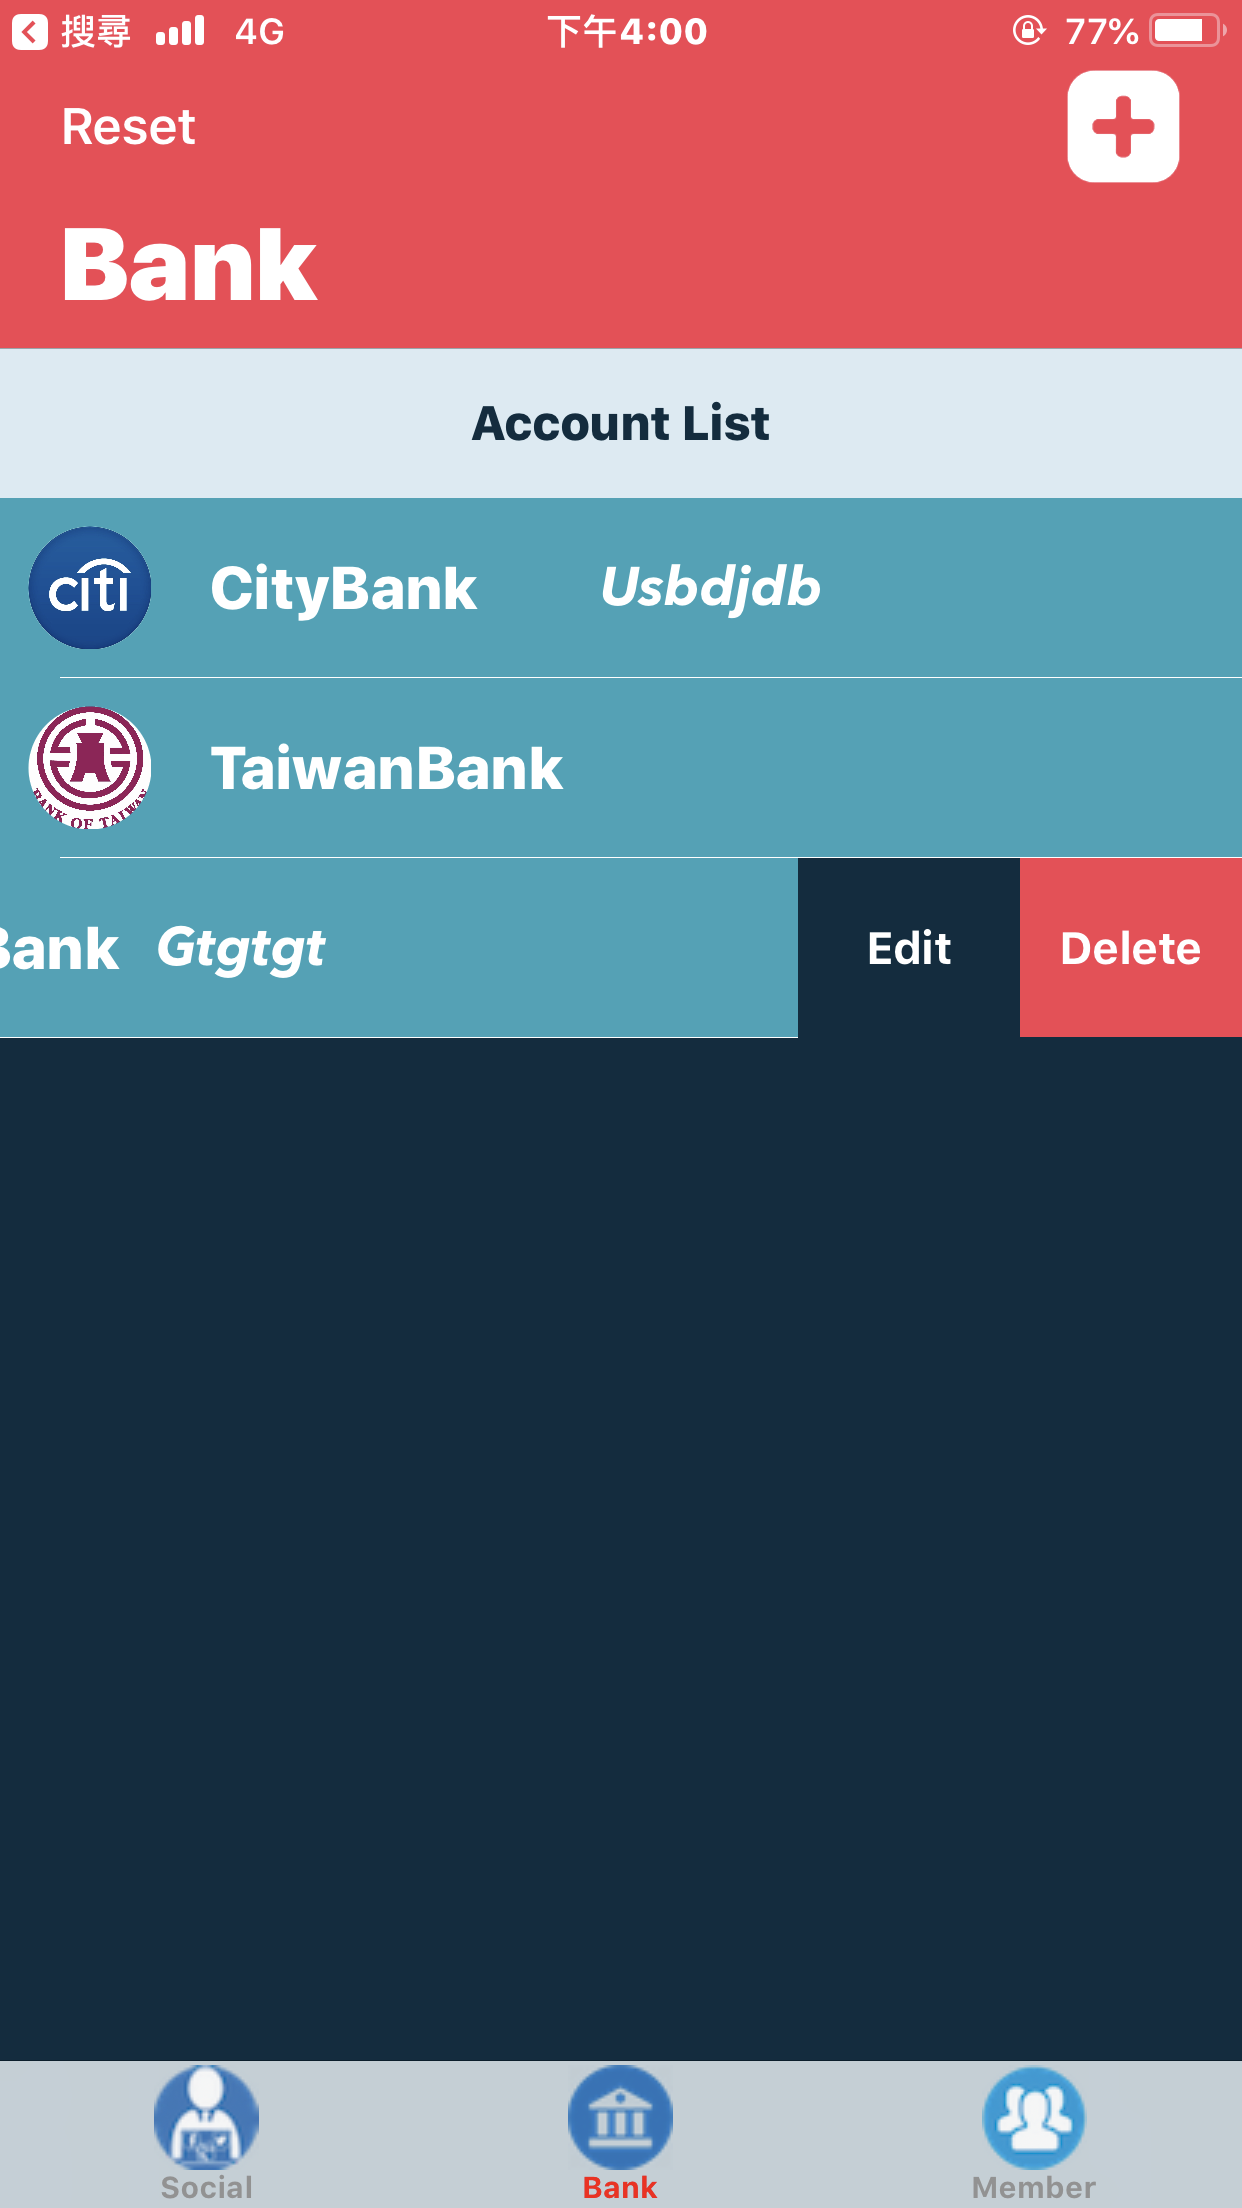 搜尋 4G 下午4:00 77%
Reset
Bank
Account List
citi CityBank Usbdjdb
TaiwanBank
BANK OF TAIWAN
Bank Gtgtgt Edit Delete
Social Bank Member